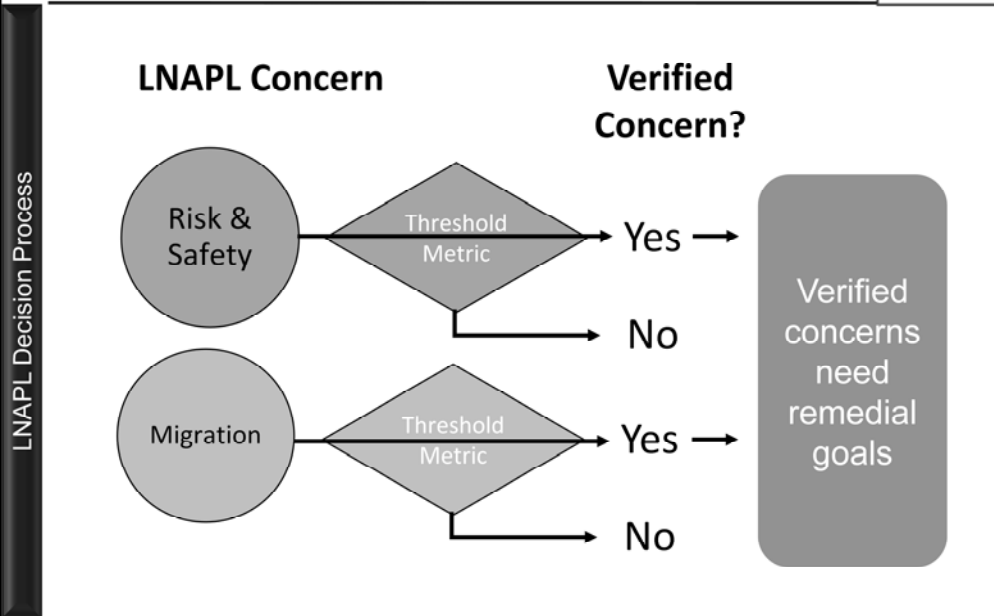 LNAPL Decision Process
LNAPL Concern
Verified
Concern?
Risk &
Safety
Threshold
Metric
Yes
No
Migration
Threshold
Metric
Yes
No
Verified
concerns
need
remedial
goals